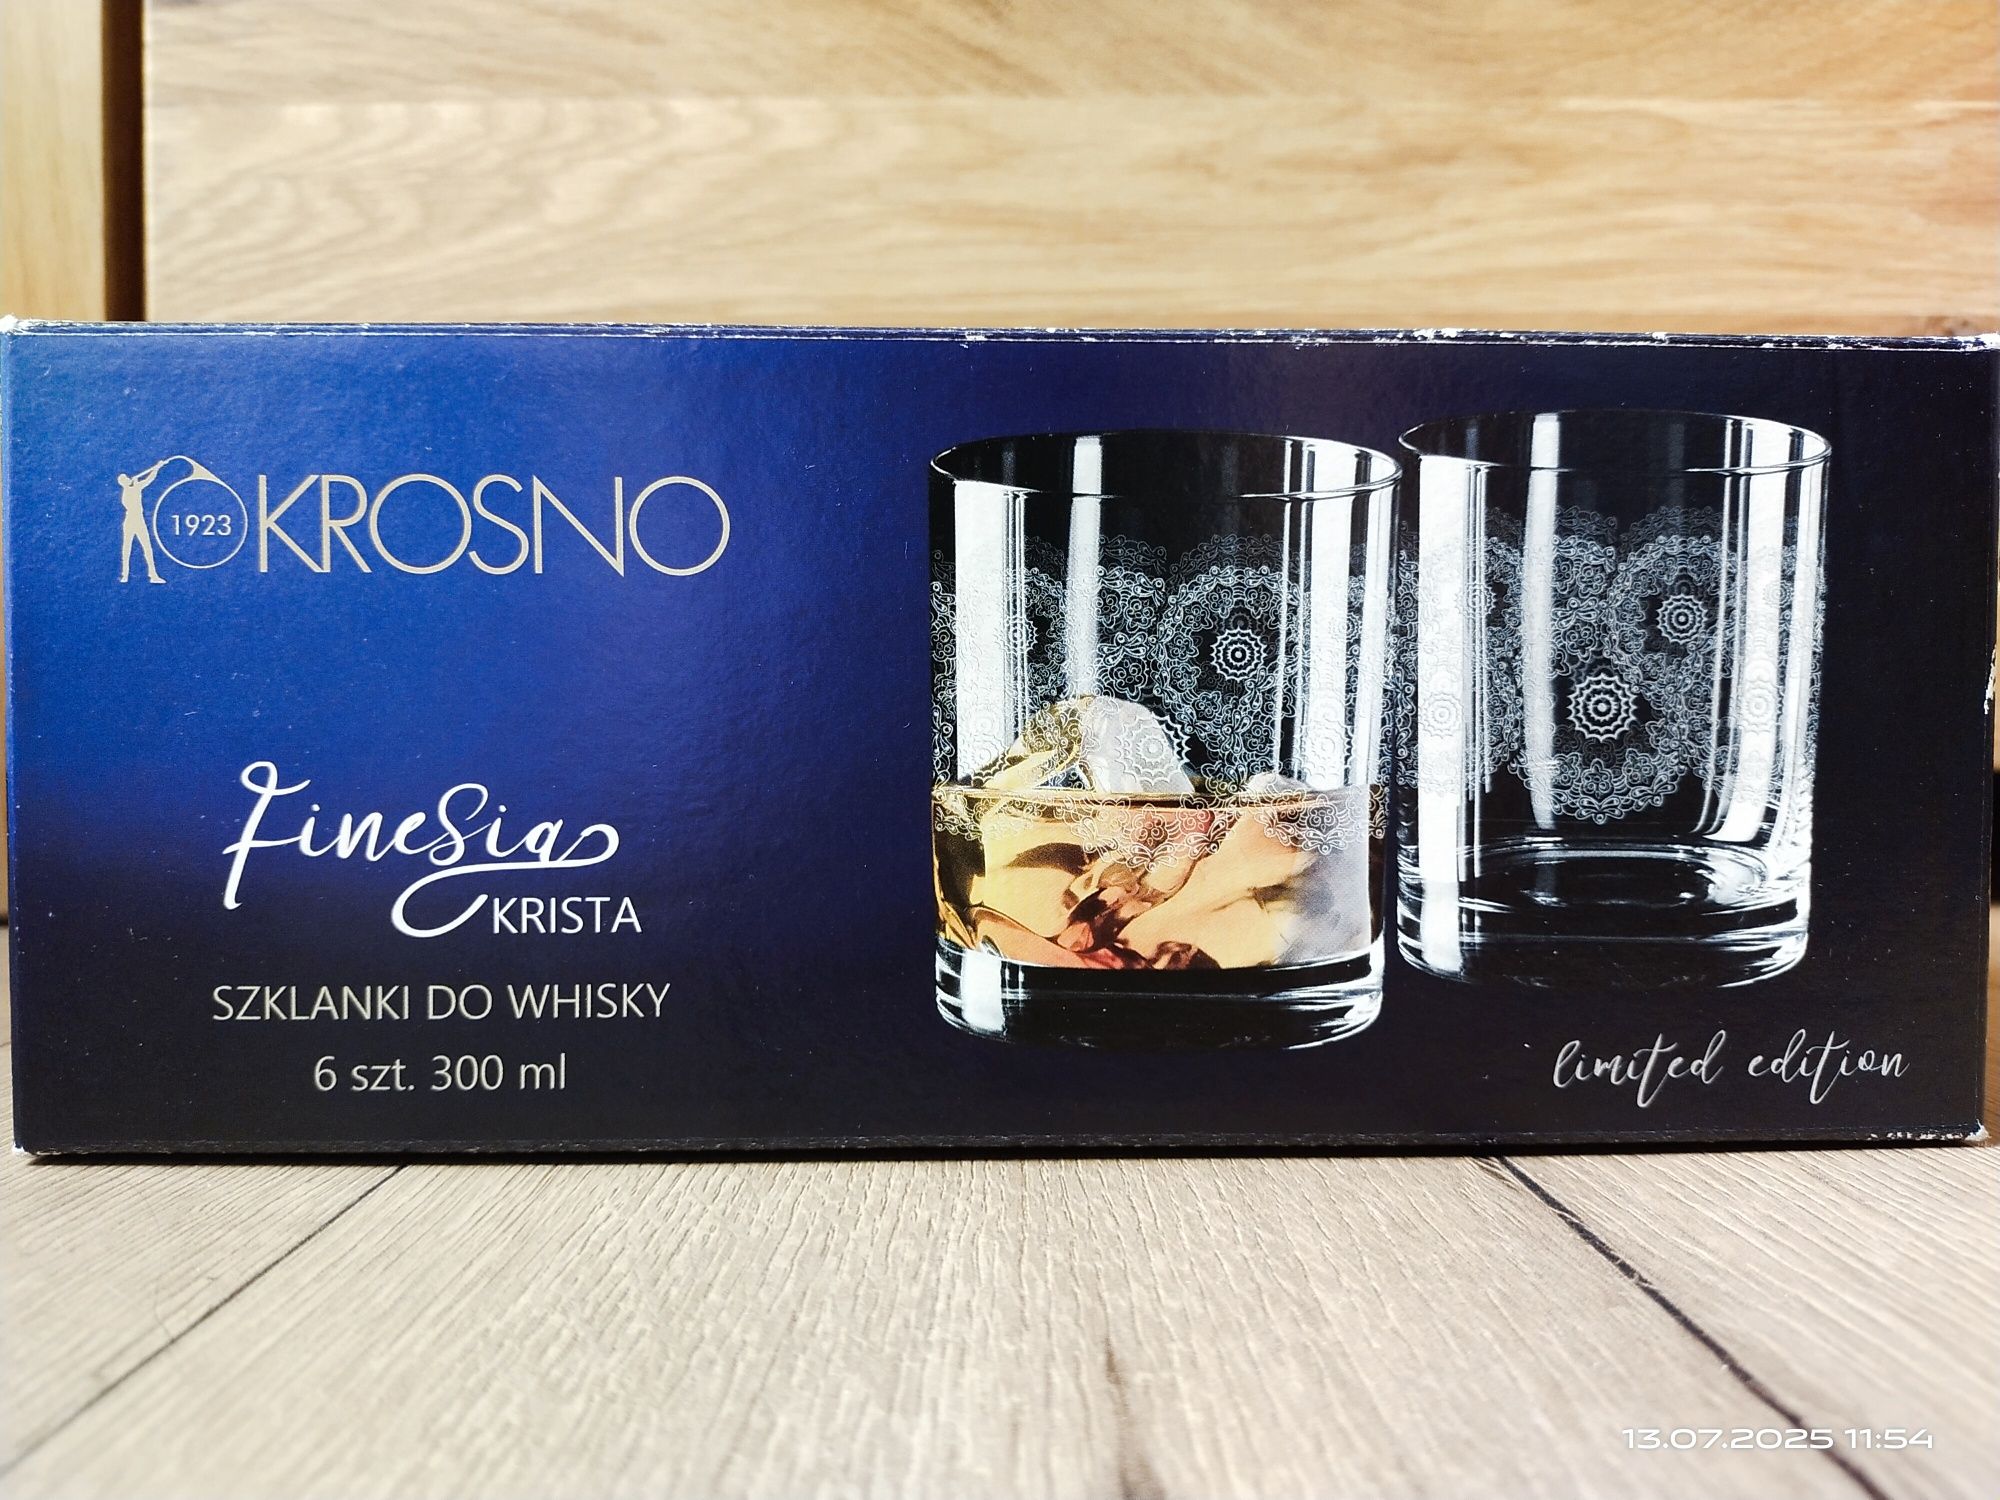 1923
KROSNO
Finesia
KRISTA
SZKLANKI DO WHISKY
6 szt. 300 ml
limited edition
13.07.2025 11:54